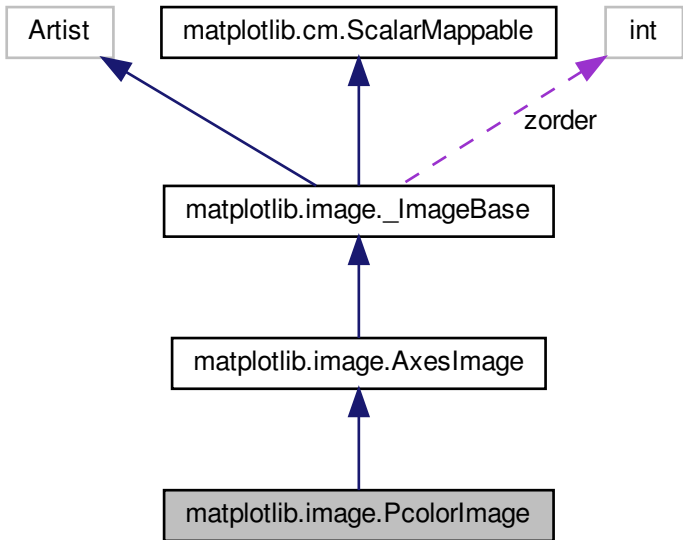 Artist
matplotlib.cm.ScalarMappable
int
zorder
matplotlib.image._ImageBase
matplotlib.image.AxesImage
matplotlib.image.PcolorImage